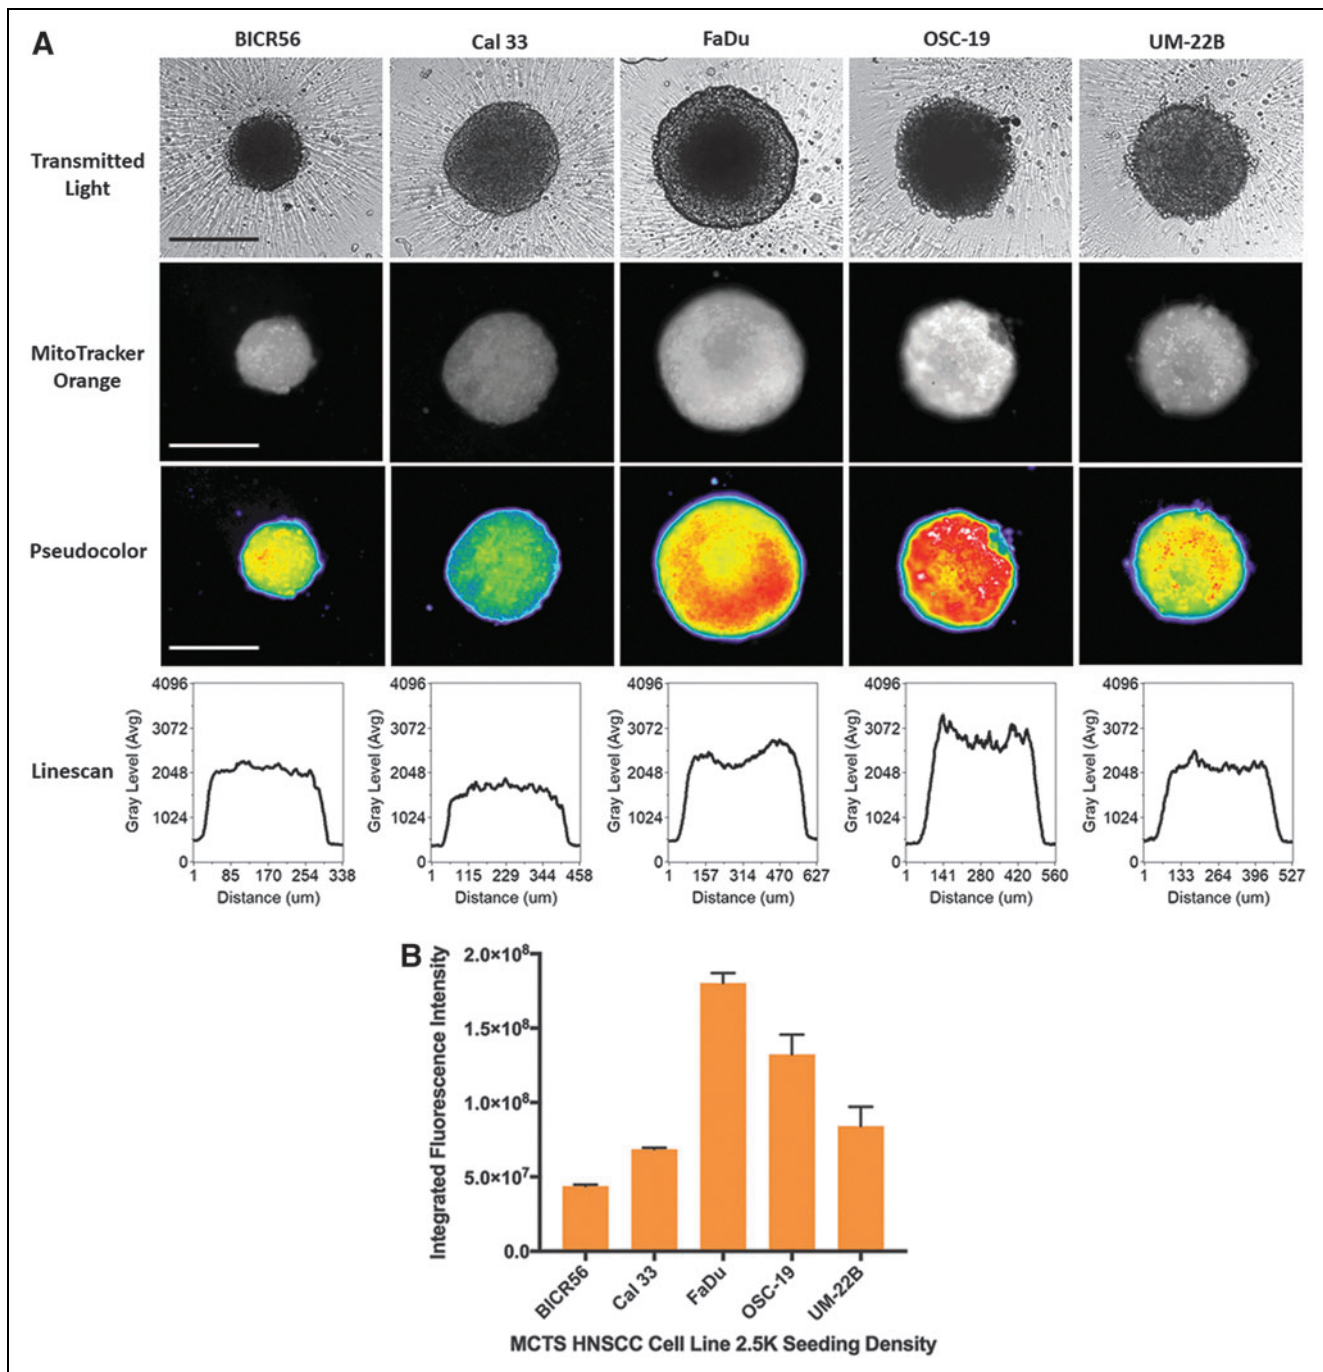 A
BICR56
Cal 33
FaDu
OSC-19
UM-22B
Transmitted
Light
MitoTracker
Orange
Pseudocolor
Linescan
Gray Level (Avg)
4096
3072
2048
1024
0
1 85 170 254 338
Distance (um)
Gray Level (Avg)
4096
3072
2048
1024
0
1 115 229 344 458
Distance (um)
Gray Level (Avg)
4096
3072
2048
1024
0
1 157 314 470 627
Distance (um)
Gray Level (Avg)
4096
3072
2048
1024
0
1 141 280 420 560
Distance (um)
Gray Level (Avg)
4096
3072
2048
1024
0
1 133 264 396 527
Distance (um)
B
Integrated Fluorescence Intensity
2.0×10⁸
1.5×10⁸
1.0×10⁸
5.0×10⁷
0.0
BICR56
Cal 33
FaDu
OSC-19
UM-22B
MCTS HNSCC Cell Line 2.5K Seeding Density